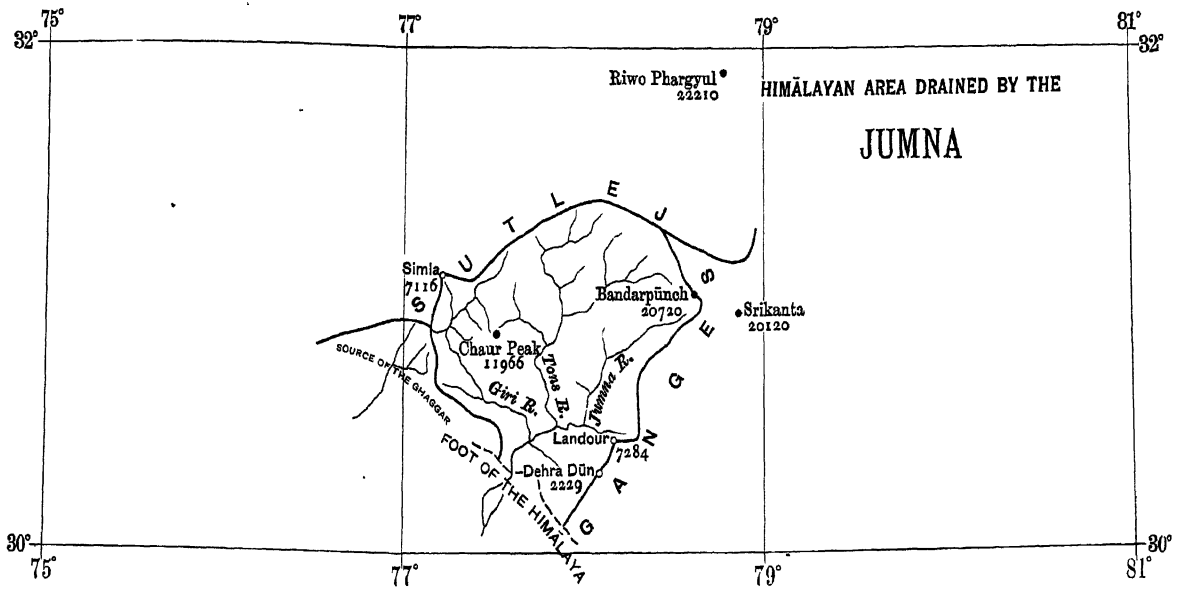 75°
77°
79°
81°
32°
32°
Riwo Phargyul
22210
HIMĀLAYAN AREA DRAINED BY THE
JUMNA
SUTLEJ
Simla
7116
Bandarpūnch
20720
Srikanta
20120
Chaur Peak
11966
SOURCE OF THE GHAGGAR
Giri R.
Tons R.
Jumna R.
GANGES
Landour
7284
FOOT OF THE HIMĀLAYA
Dehra Dūn
2229
30°
30°
75°
77°
79°
81°